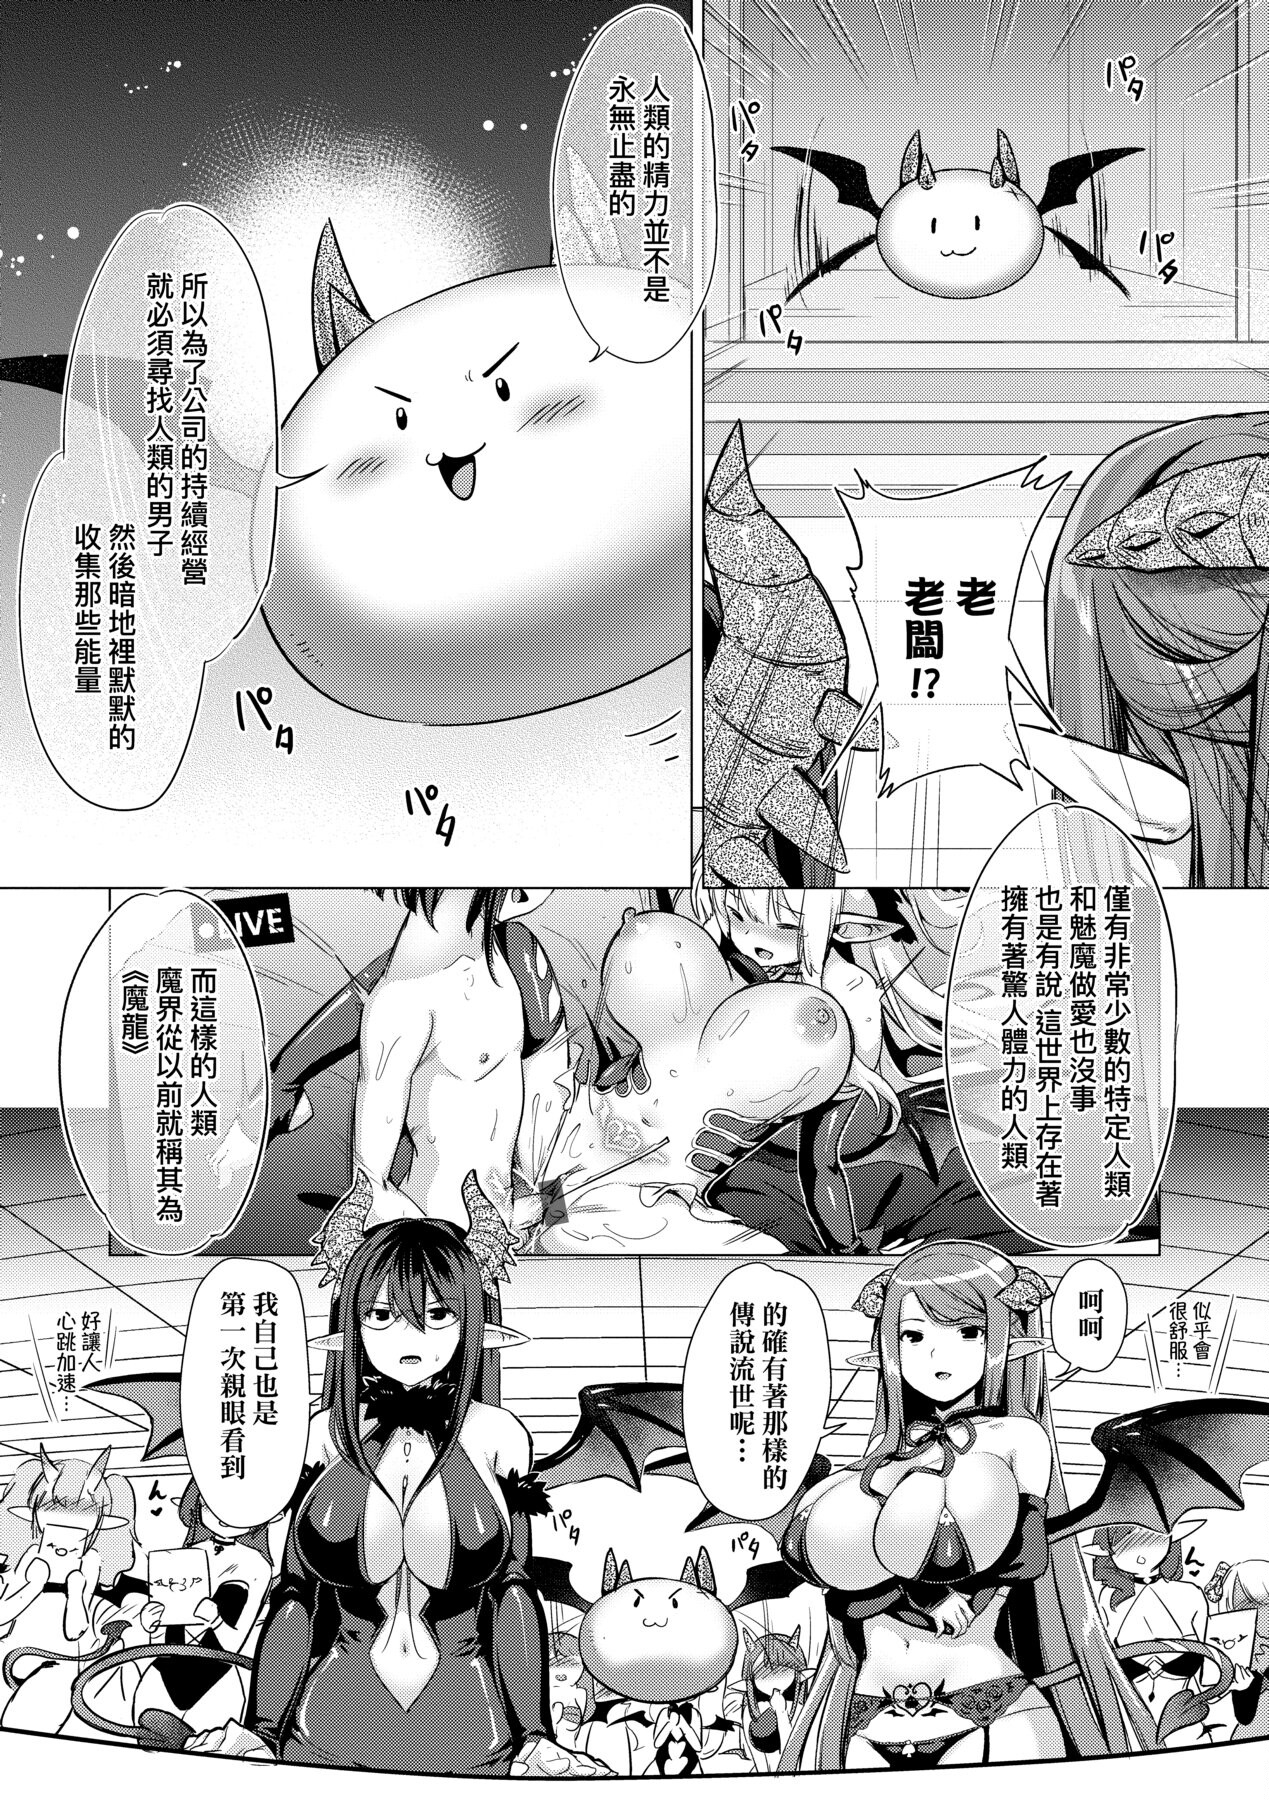 パタ
パタ
パタ
パタ
パタ
老
老闆!?
人類的精力並不是
永無止盡的
所以為了公司的持續經營
就必須尋找人類的男子
然後暗地裡默默的
收集那些能量
パタ
パタ
僅有非常少數的特定人類
和魅魔做愛也沒事
也是有說 這世界上存在著
擁有著驚人體力的人類
LIVE
而這樣的人類
魔界從以前就稱其為
《魔龍》
似乎會
很舒服…
呵呵
的確有著那樣的
傳說流世呢…
我自己也是
第一次親眼看到
好讓人
心跳加速…
パタ
パタ
ん♥
ん♥